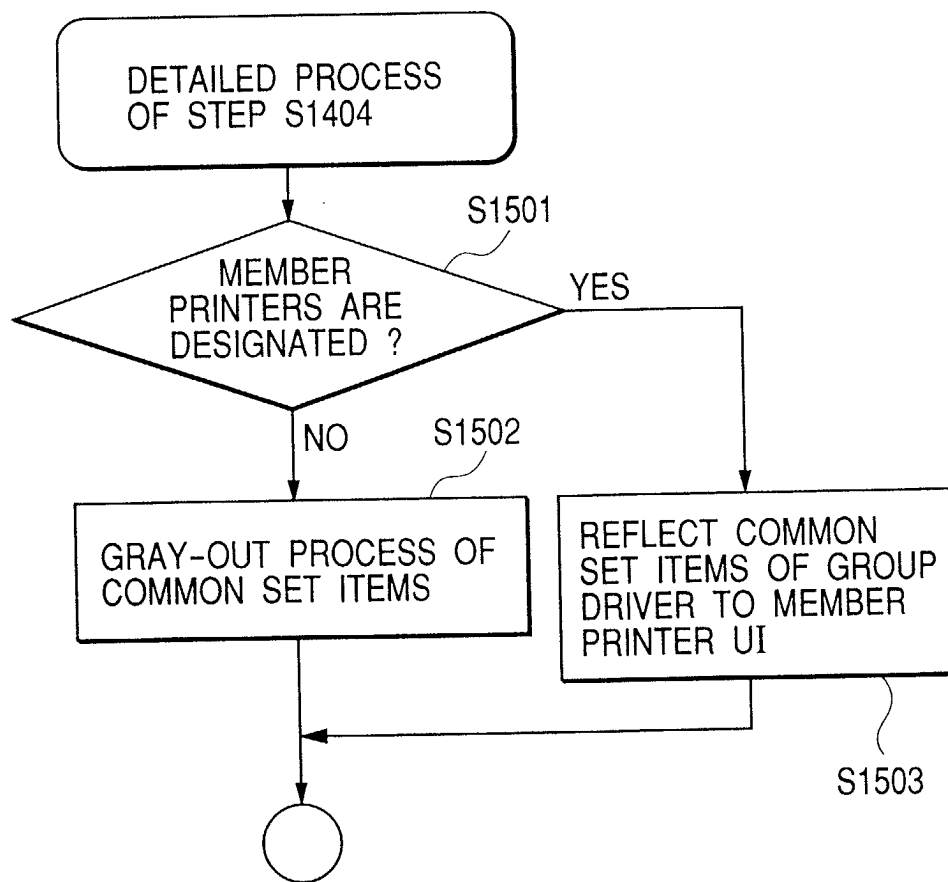 DETAILED PROCESS
OF STEP S1404
S1501
MEMBER
PRINTERS ARE
DESIGNATED ?
YES
NO
S1502
GRAY-OUT PROCESS OF
COMMON SET ITEMS
REFLECT COMMON
SET ITEMS OF GROUP
DRIVER TO MEMBER
PRINTER UI
S1503